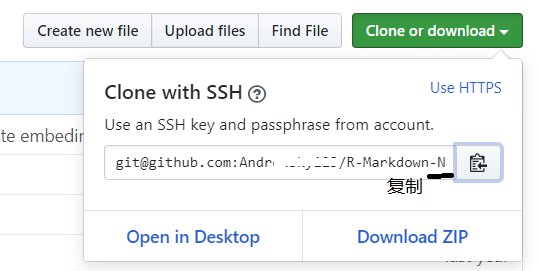 Create new file Upload files Find File Clone or download
Clone with SSH Use HTTPS
te embedin
Use an SSH key and passphrase from account.
git@github.com: /R-Markdown-N
复制
Open in Desktop Download ZIP
last year